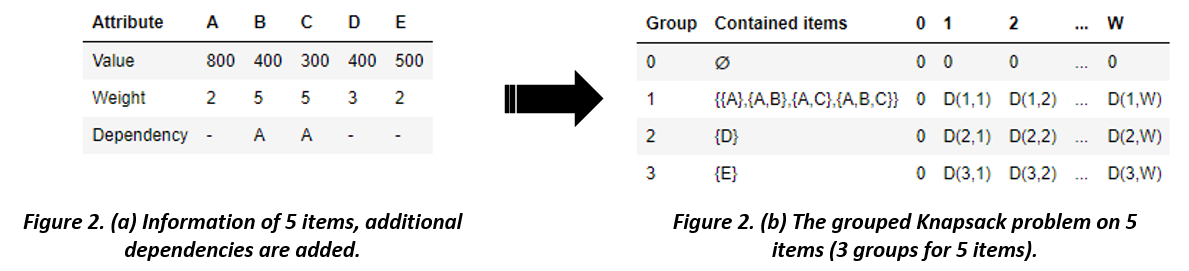 Attribute A B C D E
Value 800 400 300 400 500
Weight 2 5 5 3 2
Dependency - A A - -
Figure 2. (a) Information of 5 items, additional
dependencies are added.
Group Contained items 0 1 2 ... W
0 ∅ 0 0 0 ... 0
1 {{A},{A,B},{A,C},{A,B,C}} 0 D(1,1) D(1,2) ... D(1,W)
2 {D} 0 D(2,1) D(2,2) ... D(2,W)
3 {E} 0 D(3,1) D(3,2) ... D(3,W)
Figure 2. (b) The grouped Knapsack problem on 5
items (3 groups for 5 items).